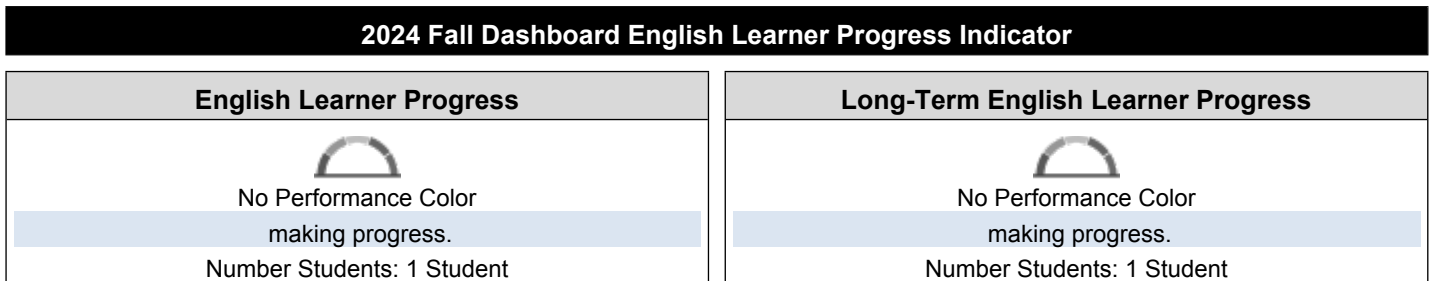 2024 Fall Dashboard English Learner Progress Indicator
English Learner Progress
No Performance Color
making progress.
Number Students: 1 Student
Long-Term English Learner Progress
No Performance Color
making progress.
Number Students: 1 Student